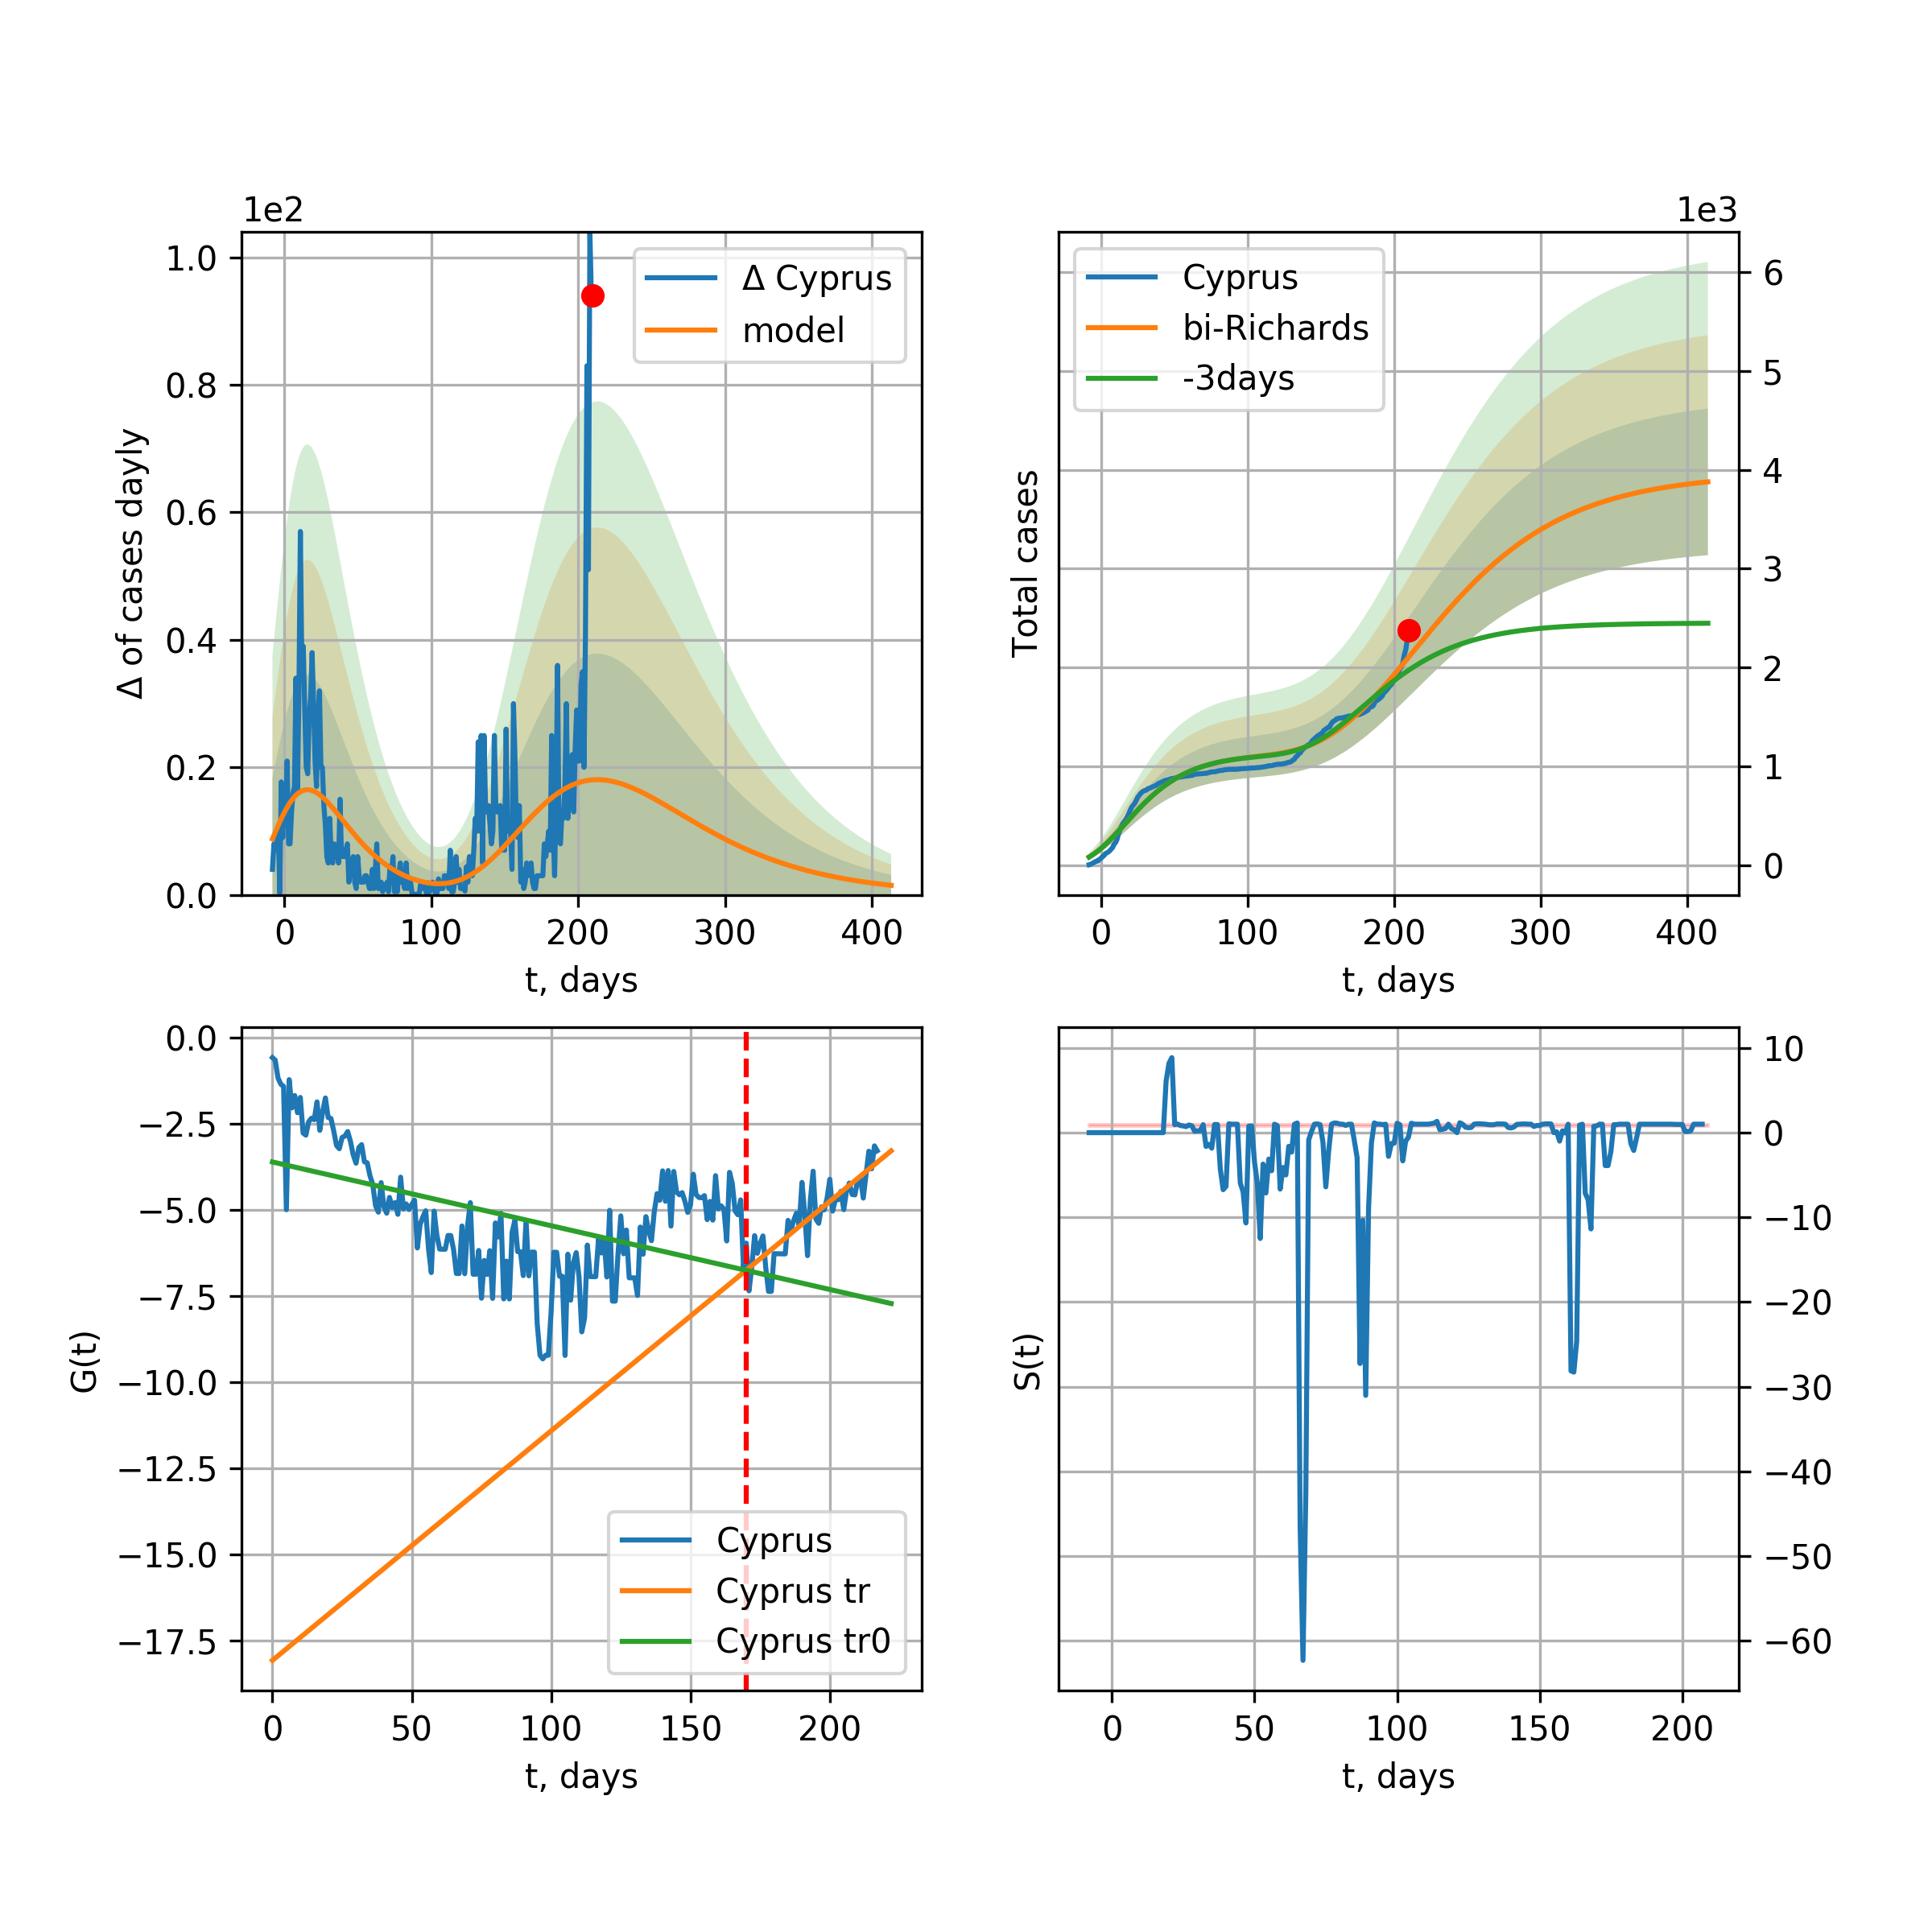 1e2
1.0
0.8
0.6
0.4
0.2
0.0
Δ of cases dayly
Δ Cyprus
model
0 100 200 300 400
t, days
1e3
Cyprus
bi-Richards
-3days
Total cases
6
5
4
3
2
1
0
0 100 200 300 400
t, days
0.0
−2.5
−5.0
−7.5
−10.0
−12.5
−15.0
−17.5
G(t)
Cyprus
Cyprus tr
Cyprus tr0
0 50 100 150 200
t, days
S(t)
10
0
−10
−20
−30
−40
−50
−60
0 50 100 150 200
t, days